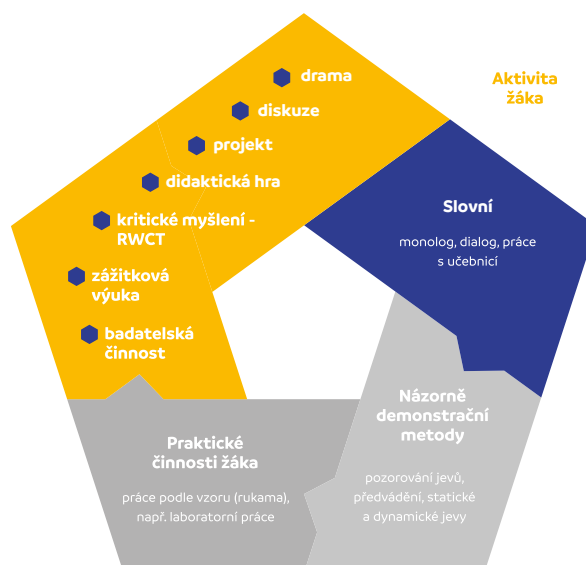 drama
diskuze
projekt
didaktická hra
kritické myšlení -
RWCT
zážitková
výuka
badatelská
činnost
Aktivita
žáka
Slovní
monolog, dialog, práce
s učebnicí
Názorně
demonstrační
metody
pozorování jevů,
předvádění, statické
a dynamické jevy
Praktické
činnosti žáka
práce podle vzoru (rukama),
např. laboratorní práce